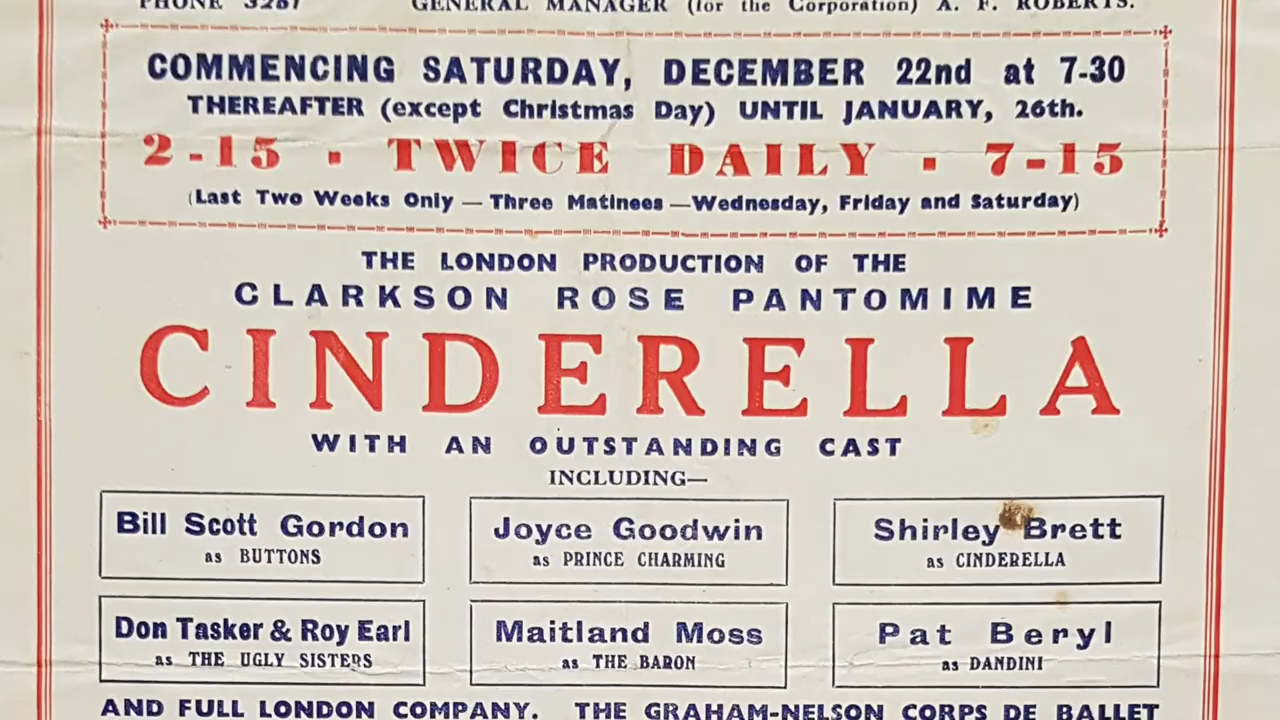 PHONE 3281 GENERAL MANAGER (for the Corporation) A. F. ROBERTS.
COMMENCING SATURDAY, DECEMBER 22nd at 7-30
THEREAFTER (except Christmas Day) UNTIL JANUARY, 26th.
2-15 ▪ TWICE DAILY ▪ 7-15
(Last Two Weeks Only — Three Matinees — Wednesday, Friday and Saturday)
THE LONDON PRODUCTION OF THE
CLARKSON ROSE PANTOMIME
CINDERELLA
WITH AN OUTSTANDING CAST
INCLUDING—
Bill Scott Gordon
as BUTTONS
Joyce Goodwin
as PRINCE CHARMING
Shirley Brett
as CINDERELLA
Don Tasker & Roy Earl
as THE UGLY SISTERS
Maitland Moss
as THE BARON
Pat Beryl
as DANDINI
AND FULL LONDON COMPANY. THE GRAHAM-NELSON CORPS DE BALLET